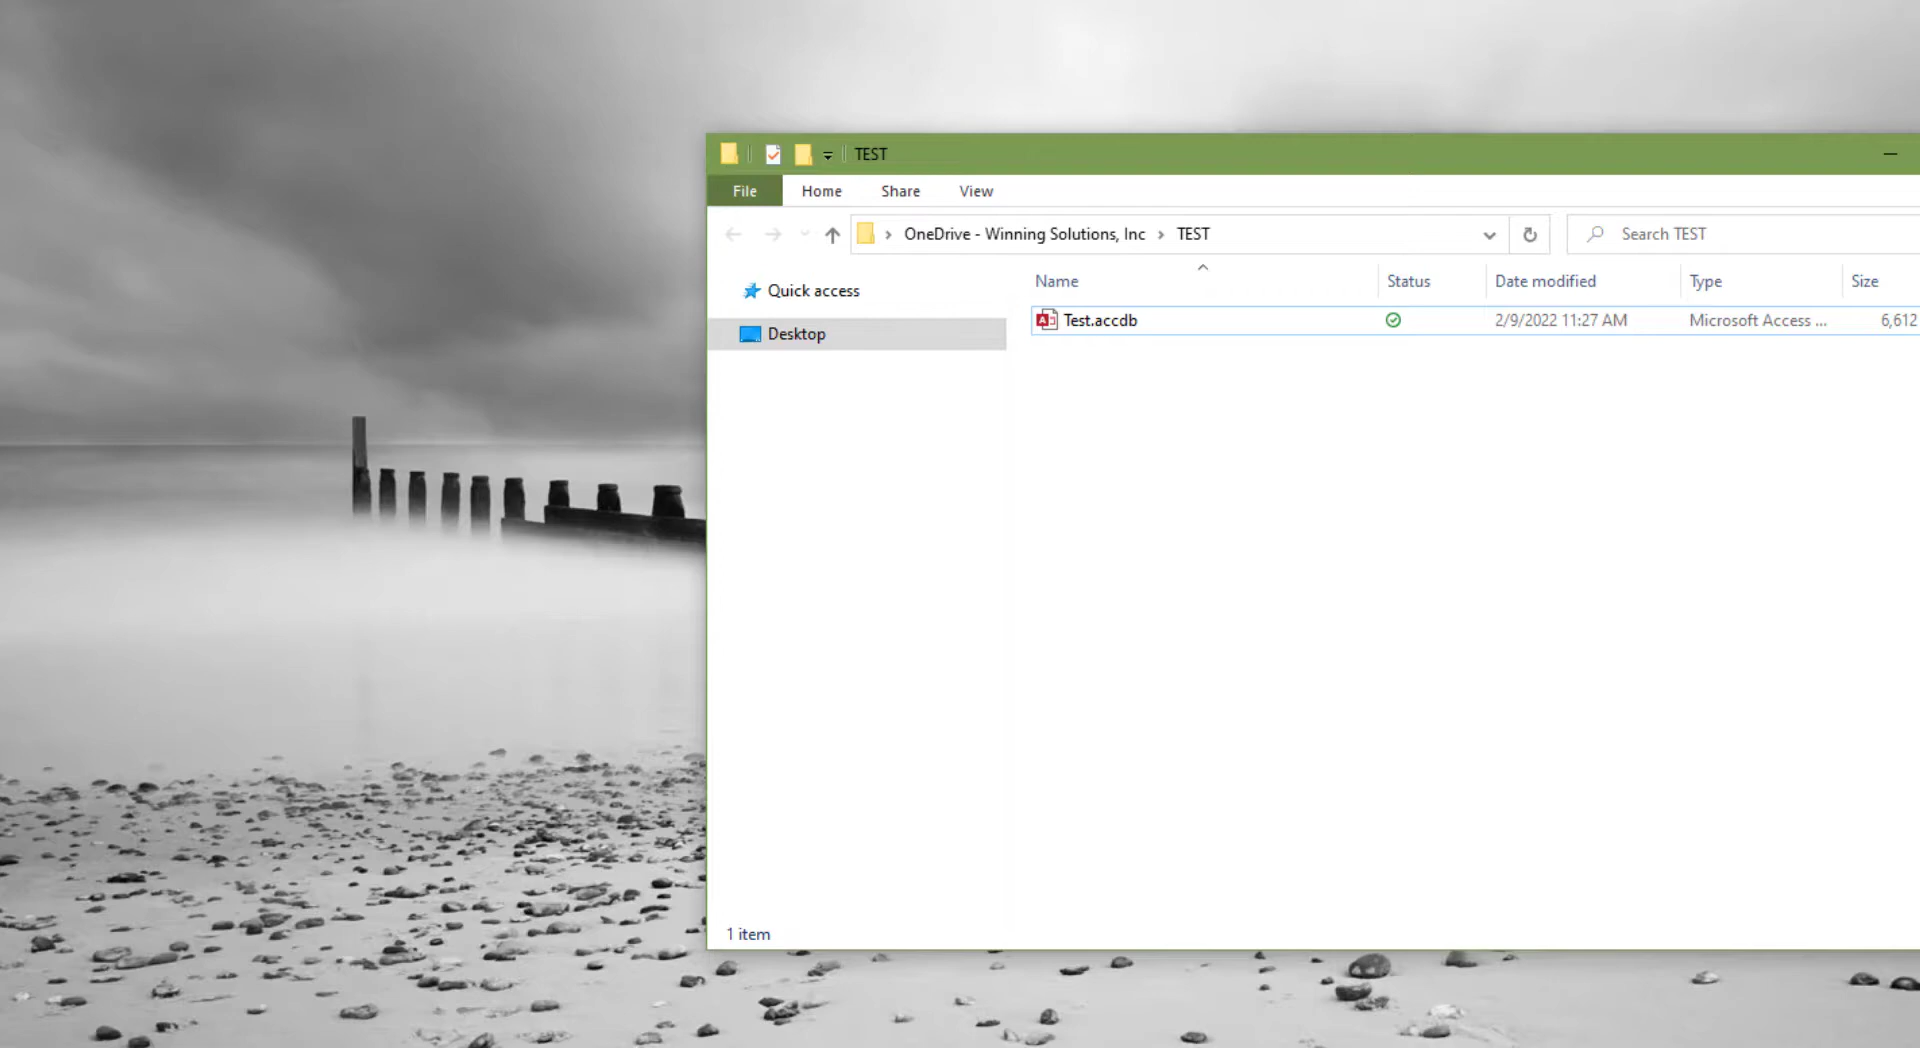 TEST
File Home Share View
OneDrive - Winning Solutions, Inc > TEST
Search TEST
Name Status Date modified Type Size
Quick access
Test.accdb 2/9/2022 11:27 AM Microsoft Access ... 6,612
Desktop
1 item